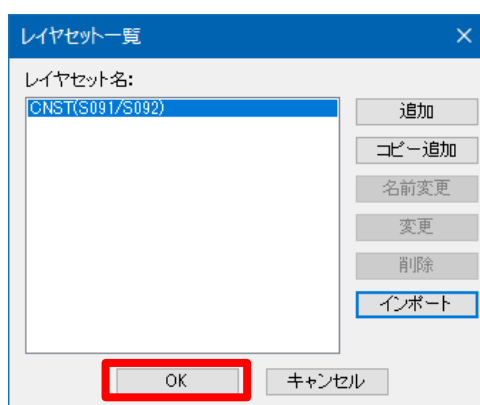 レイヤセット一覧
レイヤセット名:
CNST(S091/S092)
追加
コピー追加
名前変更
変更
削除
インポート
OK
キャンセル